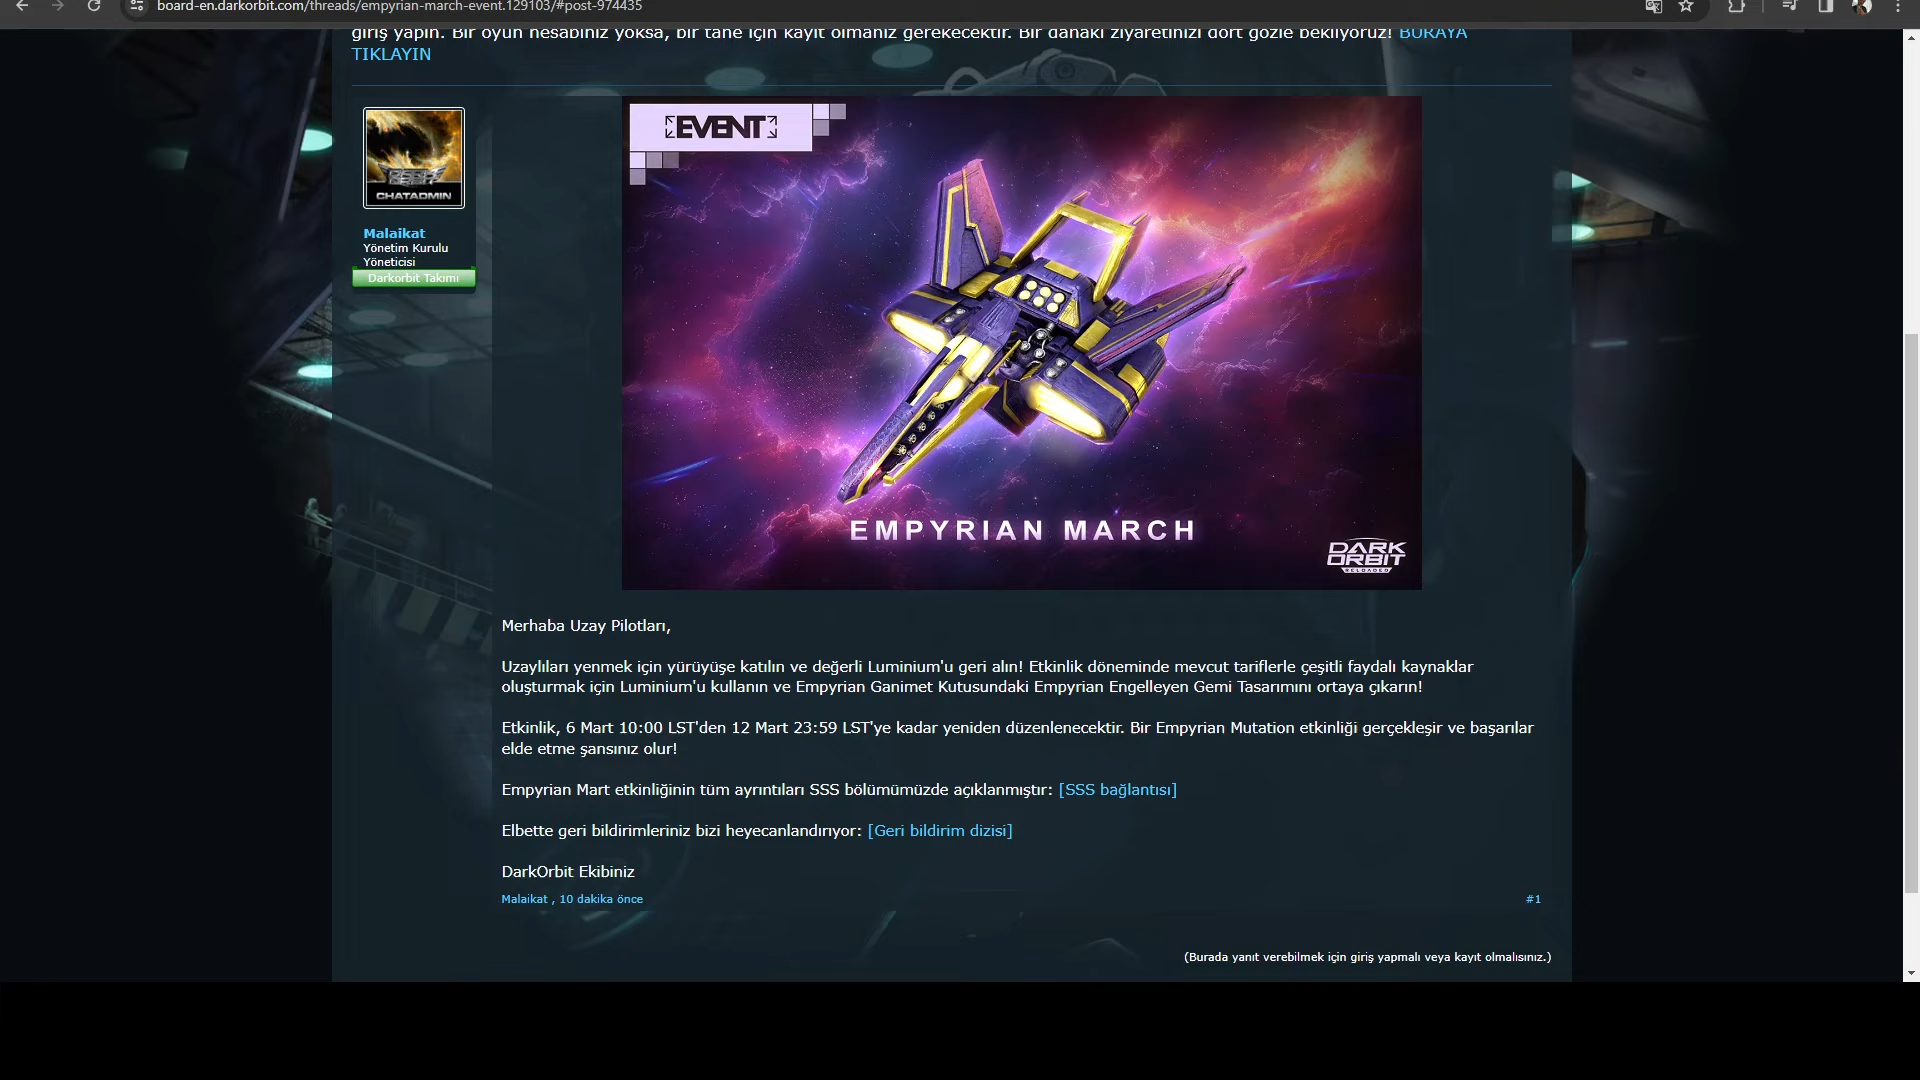 board-en.darkorbit.com/threads/empyrian-march-event.129103/#post-974435
giriş yapın. Bir oyun hesabınız yoksa, bir tane için kayıt olmanız gerekecektir. Bir dahaki ziyaretinizi dört gözle bekliyoruz! BURAYA
TIKLAYIN
[EVENT]
CHATADMIN
Malaikat
Yönetim Kurulu
Yöneticisi
Darkorbit Takımı
EMPYRIAN MARCH
DARK
ORBIT
RELOADED
Merhaba Uzay Pilotları,
Uzaylıları yenmek için yürüyüşe katılın ve değerli Luminium'u geri alın! Etkinlik döneminde mevcut tariflerle çeşitli faydalı kaynaklar
oluşturmak için Luminium'u kullanın ve Empyrian Ganimet Kutusundaki Empyrian Engelleyen Gemi Tasarımını ortaya çıkarın!
Etkinlik, 6 Mart 10:00 LST'den 12 Mart 23:59 LST'ye kadar yeniden düzenlenecektir. Bir Empyrian Mutation etkinliği gerçekleşir ve başarılar
elde etme şansınız olur!
Empyrian Mart etkinliğinin tüm ayrıntıları SSS bölümümüzde açıklanmıştır: [SSS bağlantısı]
Elbette geri bildirimleriniz bizi heyecanlandırıyor: [Geri bildirim dizisi]
DarkOrbit Ekibiniz
Malaikat , 10 dakika önce
#1
(Burada yanıt verebilmek için giriş yapmalı veya kayıt olmalısınız.)